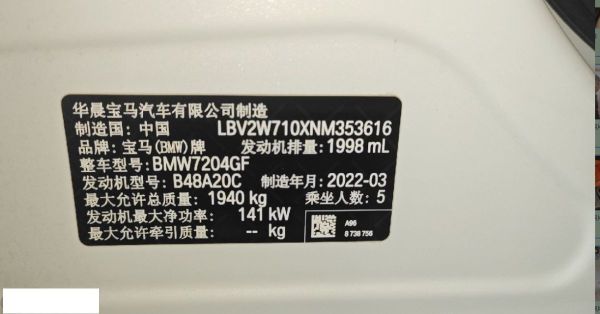 华晨宝马汽车有限公司制造
制造国: 中国 LBV2W710XNM353616
品牌: 宝马(BMW)牌 发动机排量: 1998 mL
整车型号: BMW7204GF
发动机型号: B48A20C 制造年月: 2022-03
最大允许总质量: 1940 kg 乘坐人数: 5
发动机最大净功率: 141 kW
最大允许牵引质量: -- kg
A96
8 738 756